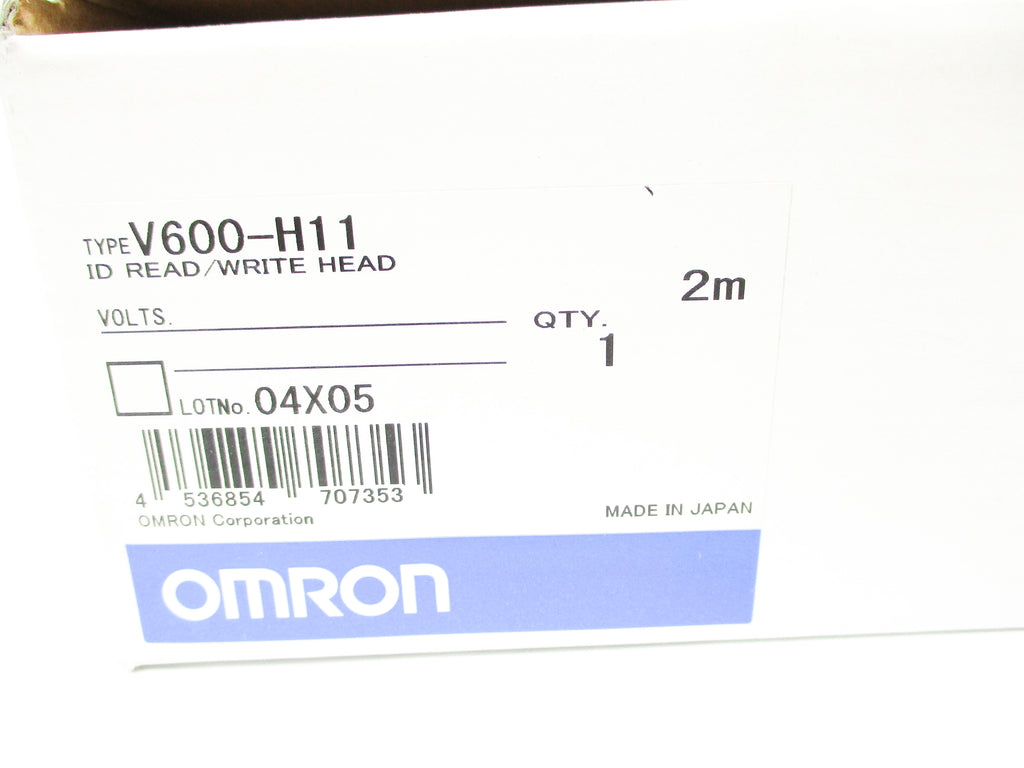 TYPE V600-H11
ID READ/WRITE HEAD
2m
VOLTS.
QTY.
1
LOTNo. 04X05
4 536854 707353
OMRON Corporation
MADE IN JAPAN
OMRON